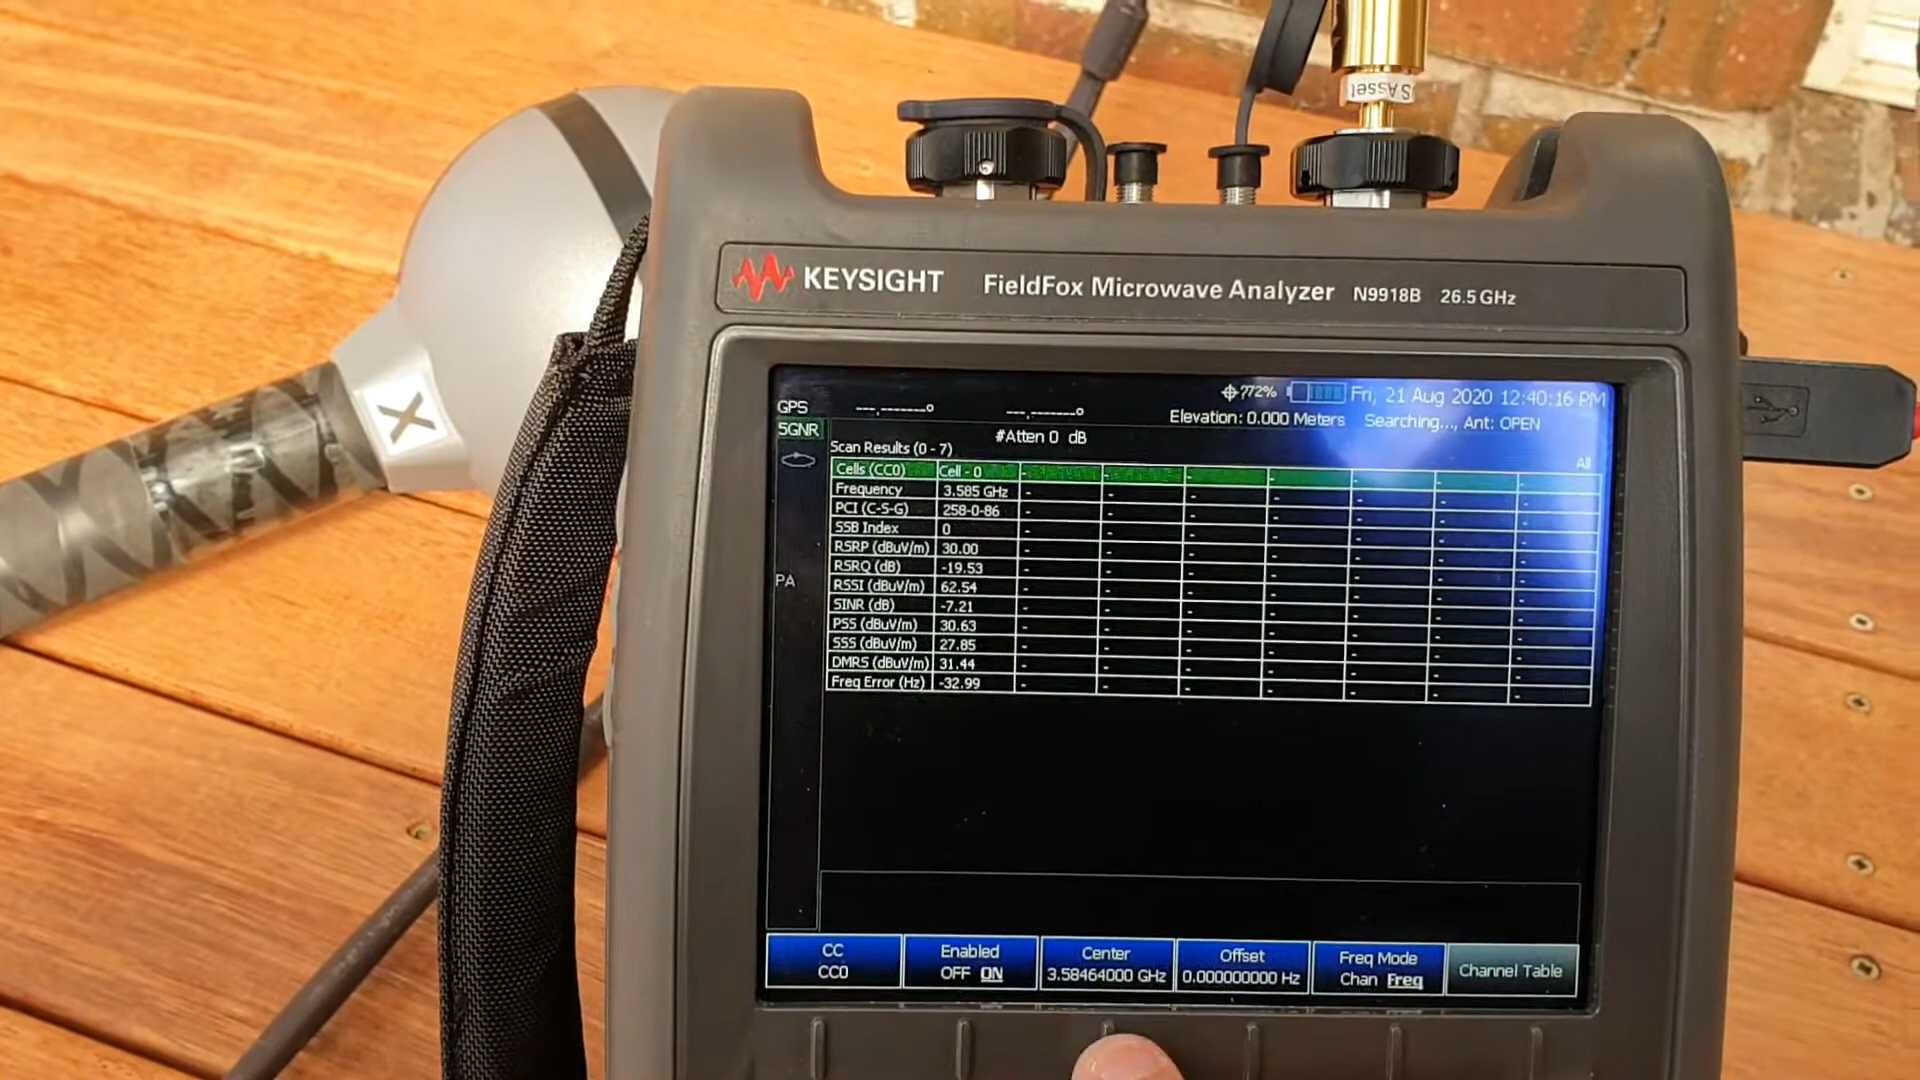 S Asset
KEYSIGHT FieldFox Microwave Analyzer N9918B 26.5 GHz
?72% Fri, 21 Aug 2020 12:40:16 PM
GPS ---.-------° ---.-------° Elevation: 0.000 Meters Searching..., Ant: OPEN
5GNR #Atten 0 dB
Scan Results (0 - 7) All
Cells (CC0) Cell - 0 - - - - - - -
Frequency 3.585 GHz - - - - - - -
PCI (C-S-G) 258-0-86 - - - - - - -
SSB Index 0 - - - - - - -
RSRP (dBuV/m) 30.00 - - - - - - -
RSRQ (dB) -19.53 - - - - - - -
RSSI (dBuV/m) 62.54 - - - - - - -
SINR (dB) -7.21 - - - - - - -
PSS (dBuV/m) 30.63 - - - - - - -
SSS (dBuV/m) 27.85 - - - - - - -
DMRS (dBuV/m) 31.44 - - - - - - -
Freq Error (Hz) -32.99 - - - - - - -
PA
CC Enabled Center Offset Freq Mode Channel Table
CC0 OFF ON 3.58464000 GHz 0.000000000 Hz Chan Freq
X